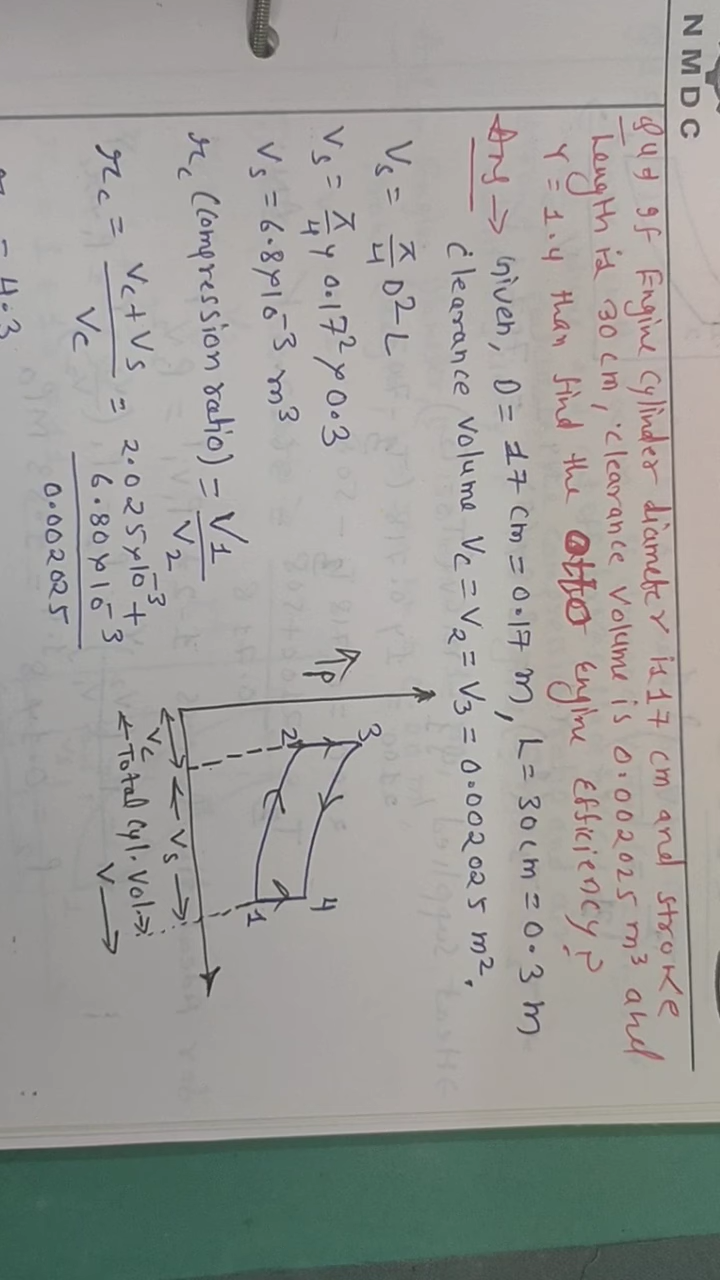 NMDC
Qu4 If Engine cylinder diameter is 17 cm and stroke
Length is 30 cm, clearance volume is 0.002025 m³ and
γ = 1.4 than find the otto engine efficiency?
Ans → Given, D = 17 cm = 0.17 m, L = 30 cm = 0.3 m
clearance volume Vc = V2 = V3 = 0.002025 m².
Vs = π/4 D² L
Vs = π/4 × 0.17² × 0.3
Vs = 6.8 × 10⁻³ m³
rc (compression ratio) = V1/V2
rc = (Vc + Vs)/Vc = (2.025 × 10⁻³ + 6.80 × 10⁻³)/0.002025
= 4.3
↑P
3
2
4
1
Vc
← Vs →
← Total cyl. vol →
V →